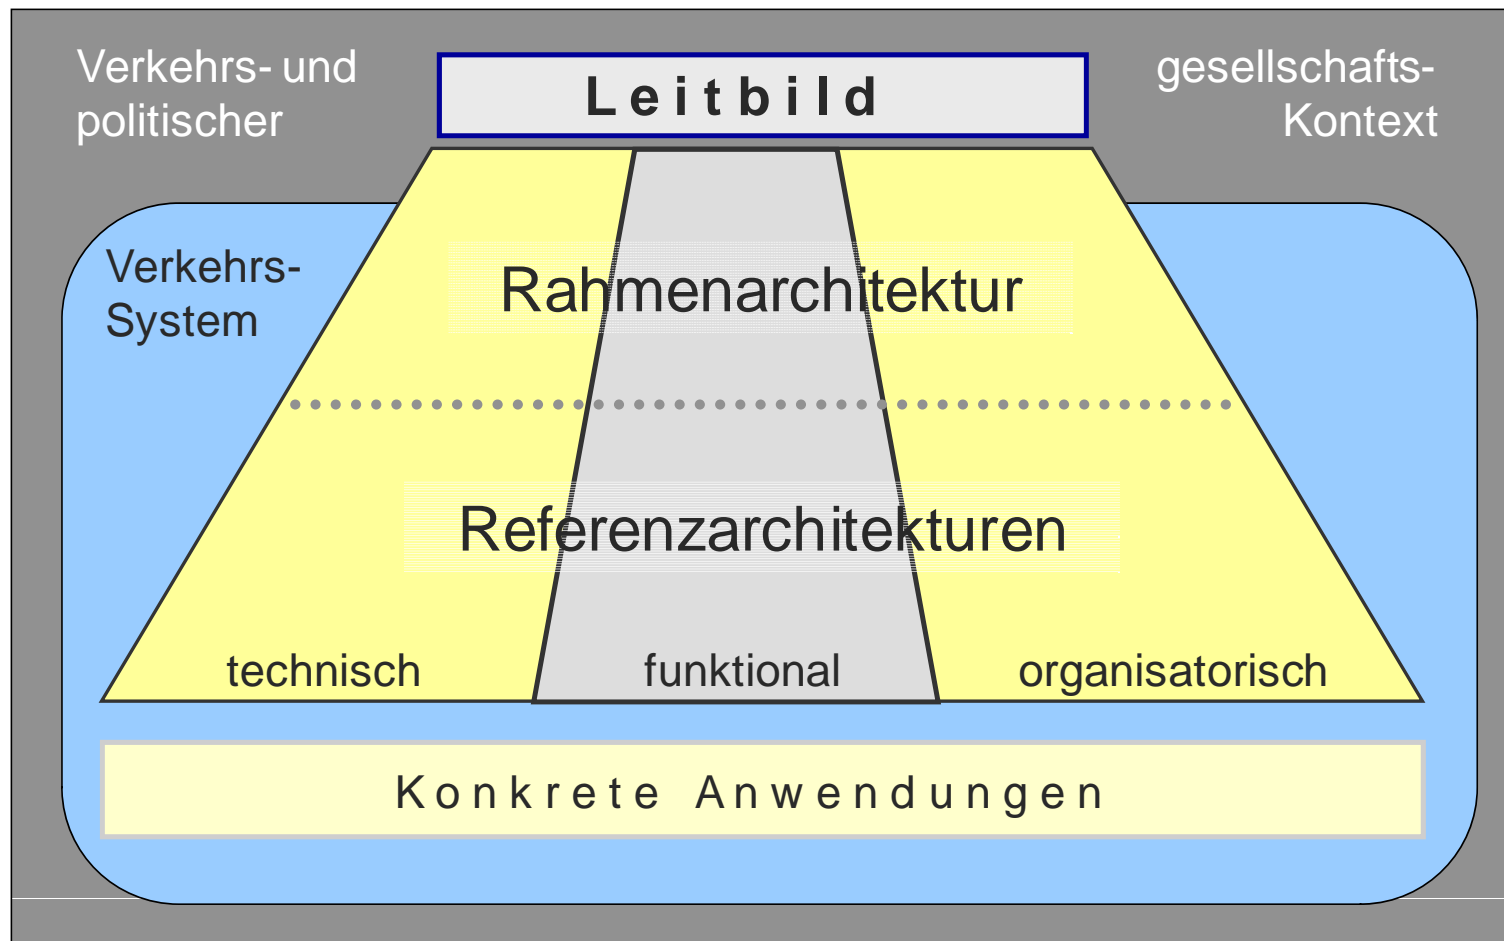 Verkehrs- und
politischer
Leitbild
gesellschafts-
Kontext
Verkehrs-
System
Rahmenarchitektur
Referenzarchitekturen
technisch
funktional
organisatorisch
Konkrete Anwendungen